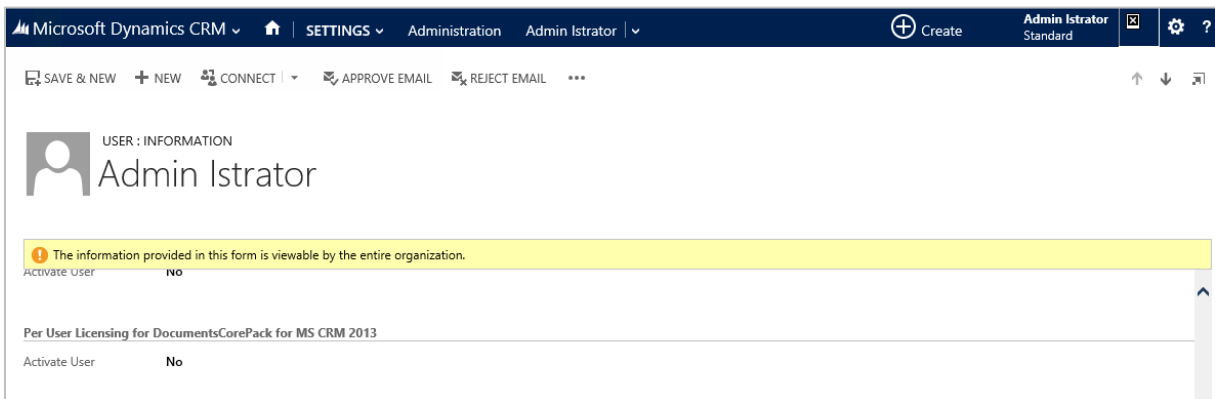 Microsoft Dynamics CRM SETTINGS Administration Admin Istrator Create Admin Istrator ?
Standard
SAVE & NEW NEW CONNECT APPROVE EMAIL REJECT EMAIL •••
USER : INFORMATION
Admin Istrator
The information provided in this form is viewable by the entire organization.
Activate User No
Per User Licensing for DocumentsCorePack for MS CRM 2013
Activate User No